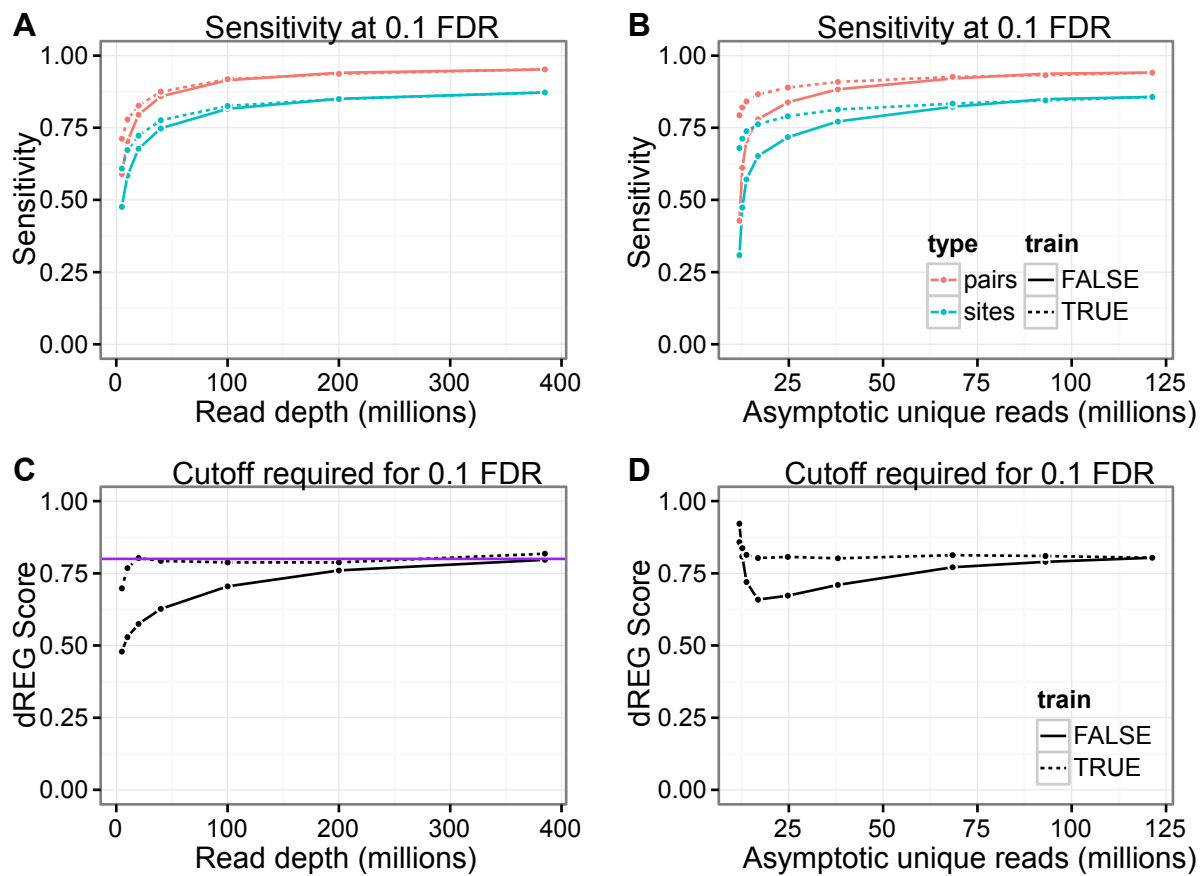 A
Sensitivity at 0.1 FDR
1.00
0.75
0.50
0.25
0.00
Sensitivity
0
100
200
300
400
Read depth (millions)
B
Sensitivity at 0.1 FDR
1.00
0.75
0.50
0.25
0.00
Sensitivity
type
pairs
sites
train
FALSE
TRUE
25
50
75
100
125
Asymptotic unique reads (millions)
C
Cutoff required for 0.1 FDR
1.00
0.75
0.50
0.25
0.00
dREG Score
0
100
200
300
400
Read depth (millions)
D
Cutoff required for 0.1 FDR
1.00
0.75
0.50
0.25
0.00
dREG Score
train
FALSE
TRUE
25
50
75
100
125
Asymptotic unique reads (millions)